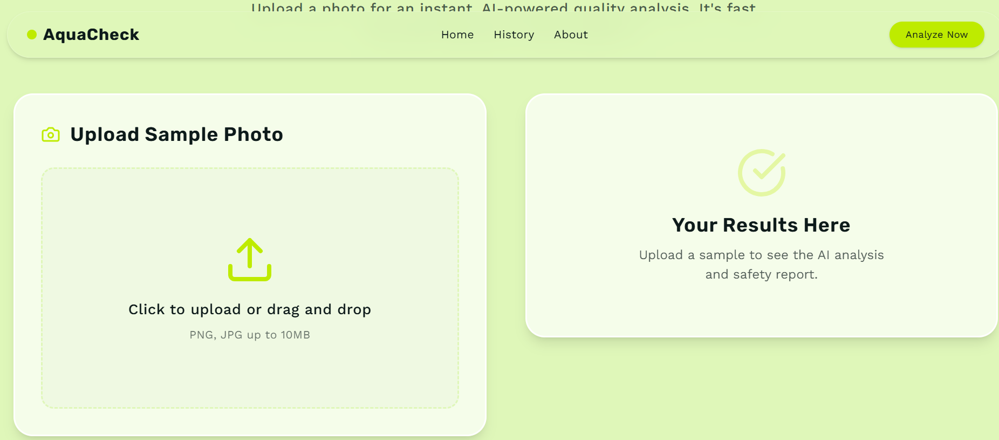 Upload a photo for an instant, AI-powered quality analysis. It's fast,
AquaCheck
Home
History
About
Analyze Now
Upload Sample Photo
Click to upload or drag and drop
PNG, JPG up to 10MB
Your Results Here
Upload a sample to see the AI analysis
and safety report.